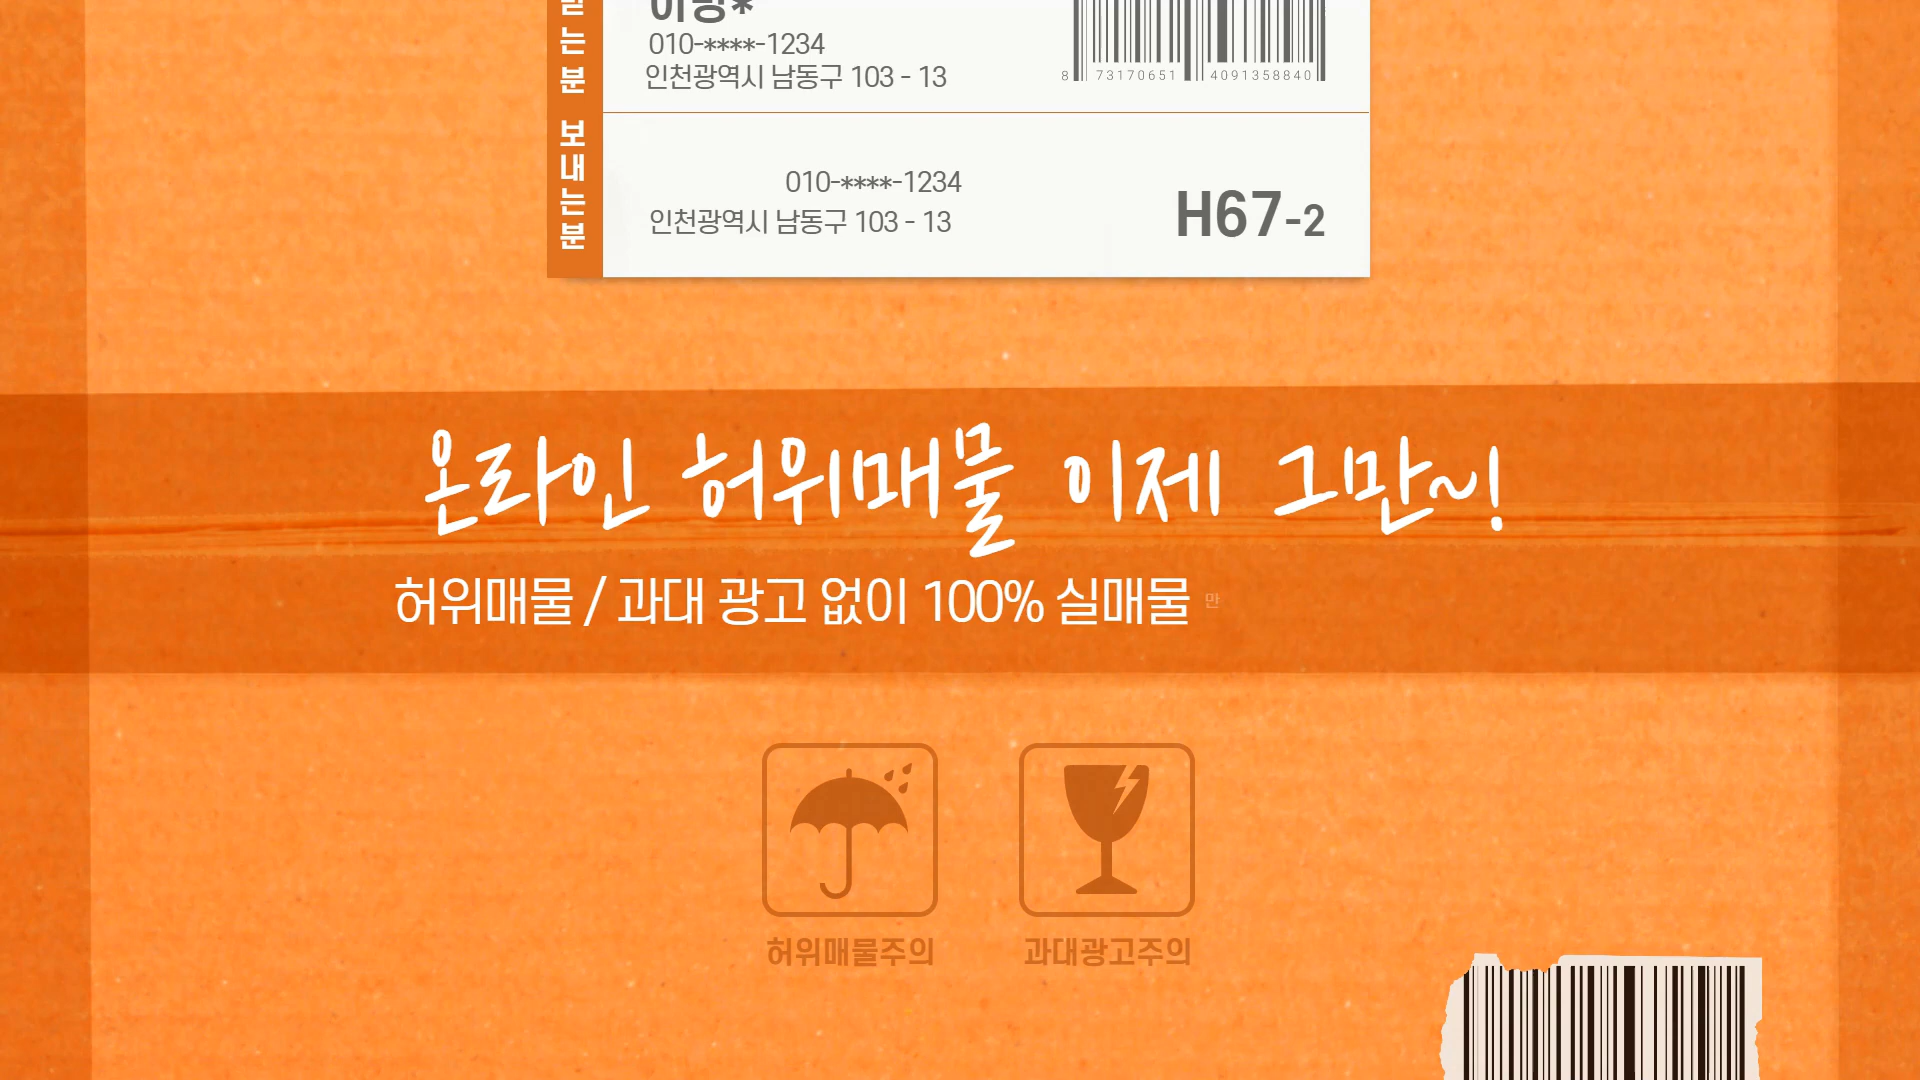 받는분
010-****-1234
인천광역시 남동구 103 - 13
8 73170651 4091358840
보내는분
010-****-1234
인천광역시 남동구 103 - 13
H67-2
온라인 허위매물 이제 그만~!
허위매물 / 과대 광고 없이 100% 실매물 만
허위매물주의
과대광고주의